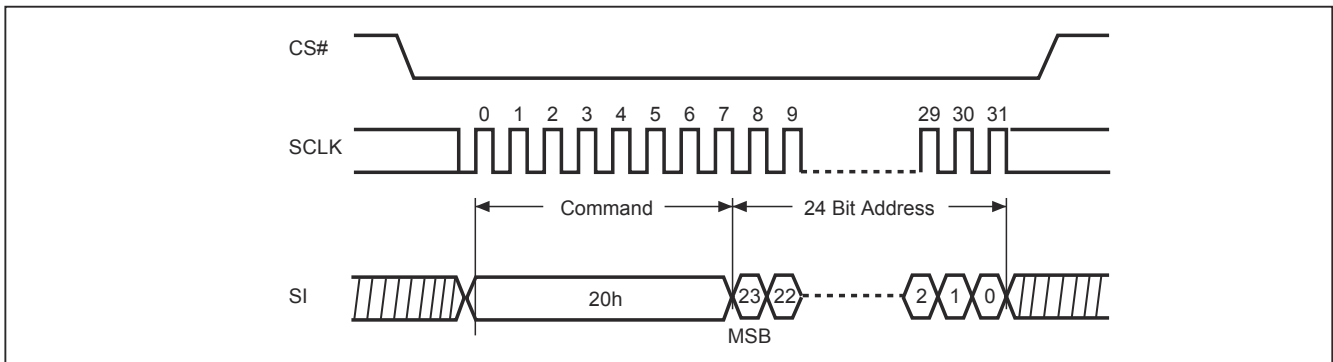 CS#
0 1 2 3 4 5 6 7 8 9 29 30 31
SCLK
Command 24 Bit Address
SI 20h 23 22 2 1 0
MSB